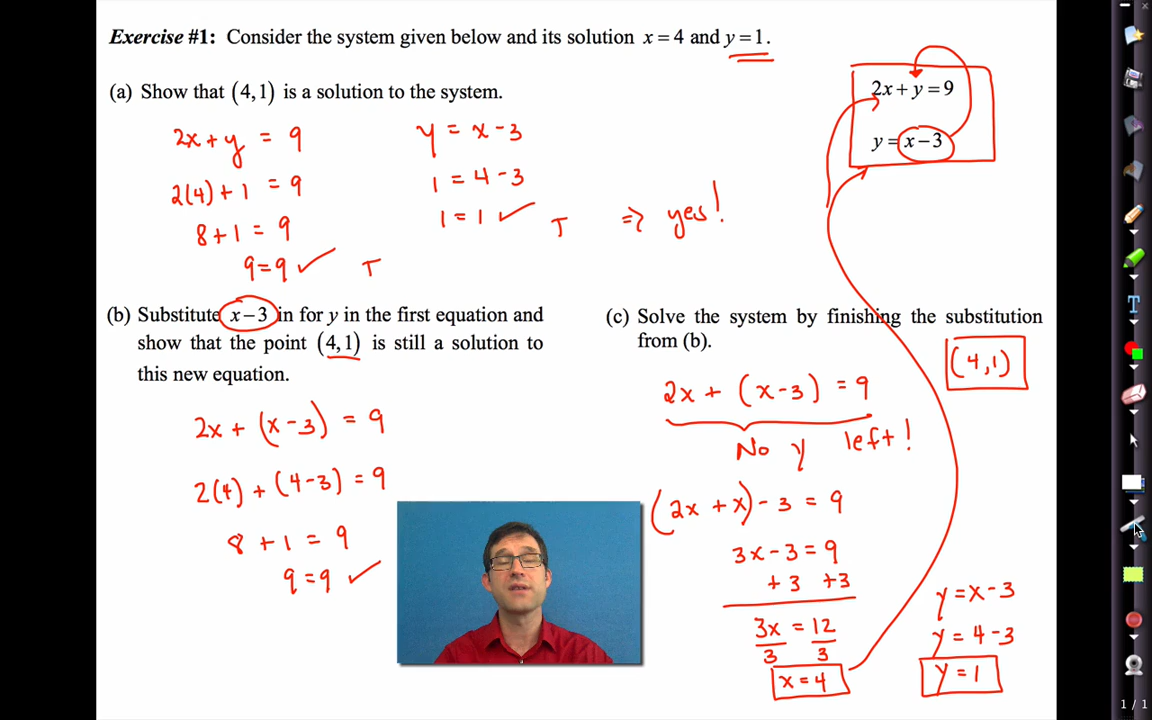 Exercise #1: Consider the system given below and its solution x = 4 and y = 1.
2x + y = 9
y = x − 3
(a) Show that (4,1) is a solution to the system.
2x + y = 9
2(4) + 1 = 9
8 + 1 = 9
9 = 9 ✓ T
y = x - 3
1 = 4 - 3
1 = 1 ✓ T
⇒ yes!
(b) Substitute x − 3 in for y in the first equation and
show that the point (4,1) is still a solution to
this new equation.
2x + (x - 3) = 9
2(4) + (4 - 3) = 9
8 + 1 = 9
9 = 9 ✓
(c) Solve the system by finishing the substitution
from (b).
(4,1)
2x + (x - 3) = 9
No y left!
(2x + x) - 3 = 9
3x - 3 = 9
+3 +3
3x = 12
3 3
x = 4
y = x - 3
y = 4 - 3
y = 1
T
1 / 1